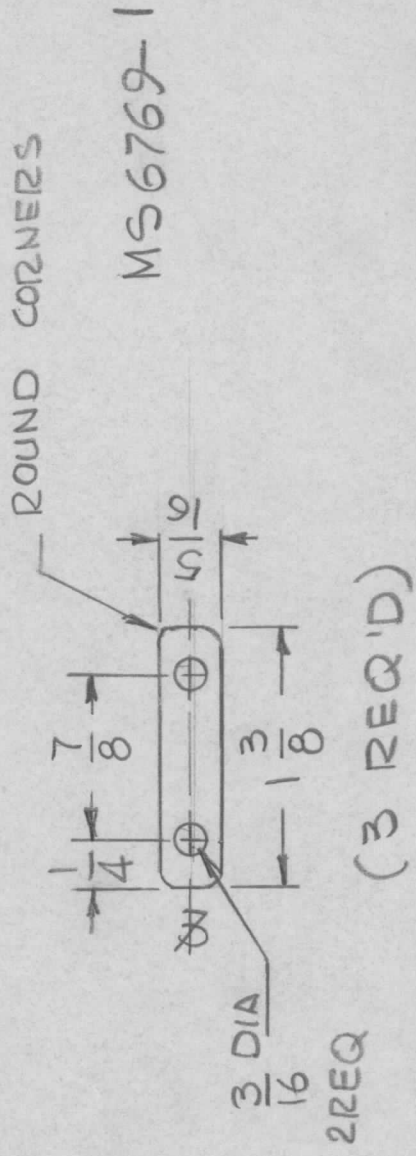 ROUND CORNERS
MS6769-1
1/4
7/8
5/16
1 3/8
3/16 DIA
2REQ
(3 REQ'D)